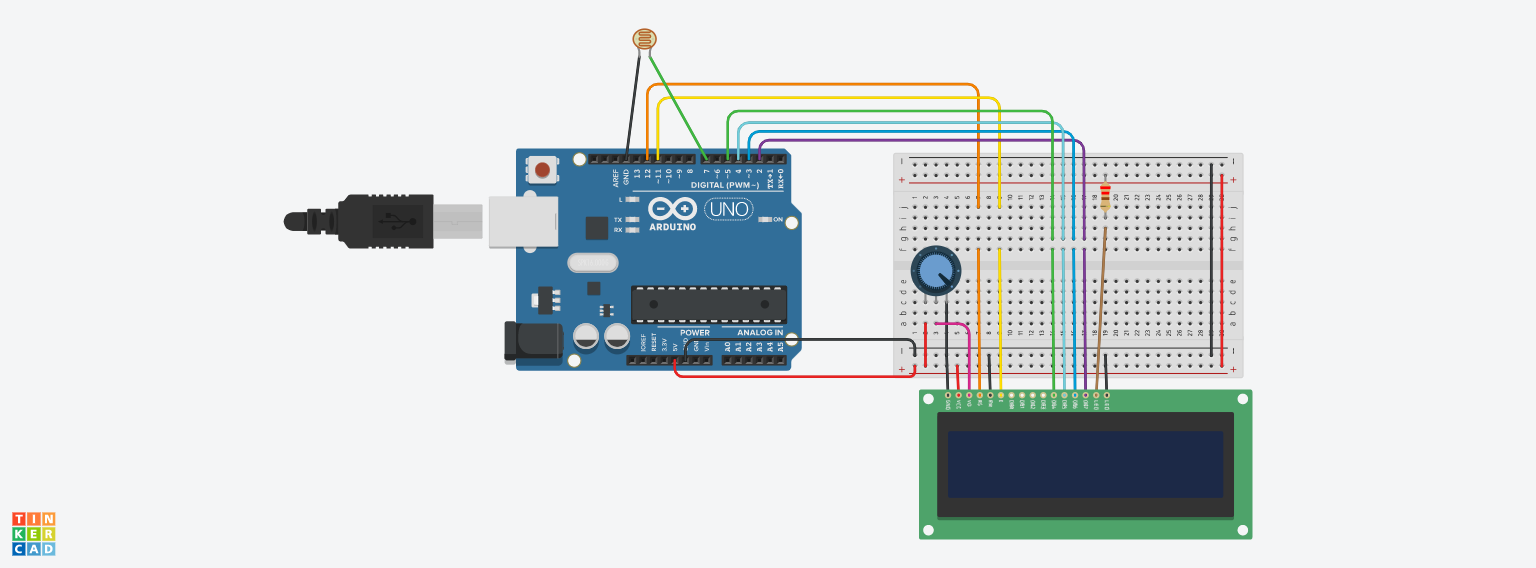 AREF
GND
13
12
~11
~10
~9
8
7
~6
~5
4
~3
2
TX→1
RX←0
DIGITAL (PWM~)
L
TX
RX
ARDUINO
UNO
ON
POWER
ANALOG IN
IOREF
RESET
3.3V
5V
GND
Vin
A0
A1
A2
A3
A4
A5
j
i
h
g
f
e
d
c
b
a
GND
VCC
V0
RS
RW
E
DB0
DB1
DB2
DB3
DB4
DB5
DB6
DB7
LED
LED
TIN
KER
CAD